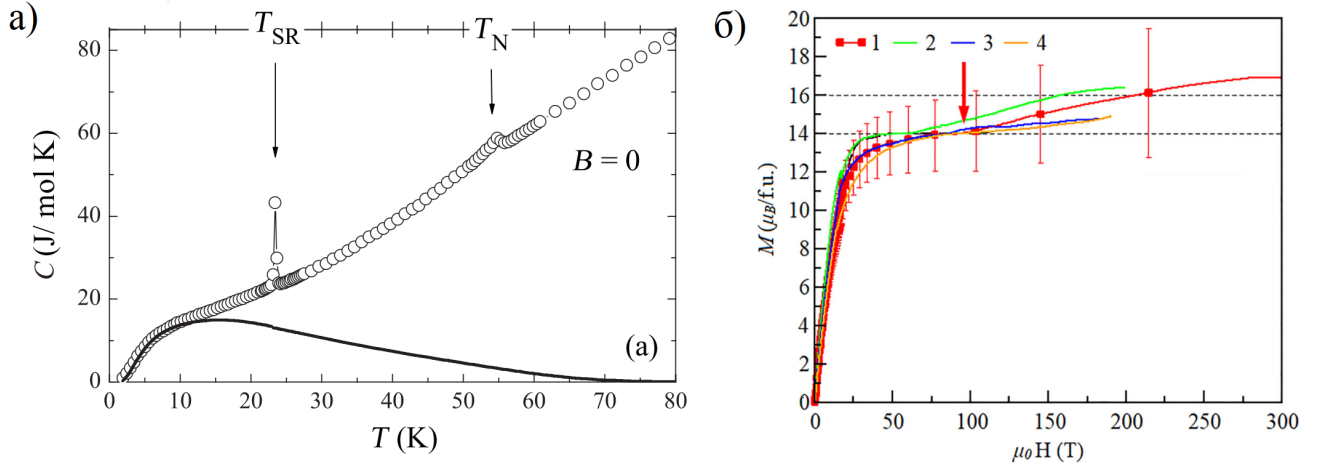 а)
T_SR
T_N
80
60
40
20
0
C (J/ mol K)
B = 0
(a)
0 10 20 30 40 50 60 70 80
T (K)
б)
20
18
16
14
12
10
8
6
4
2
0
1 2 3 4
M (μ_B/f.u.)
0 50 100 150 200 250 300
μ_0 H (T)